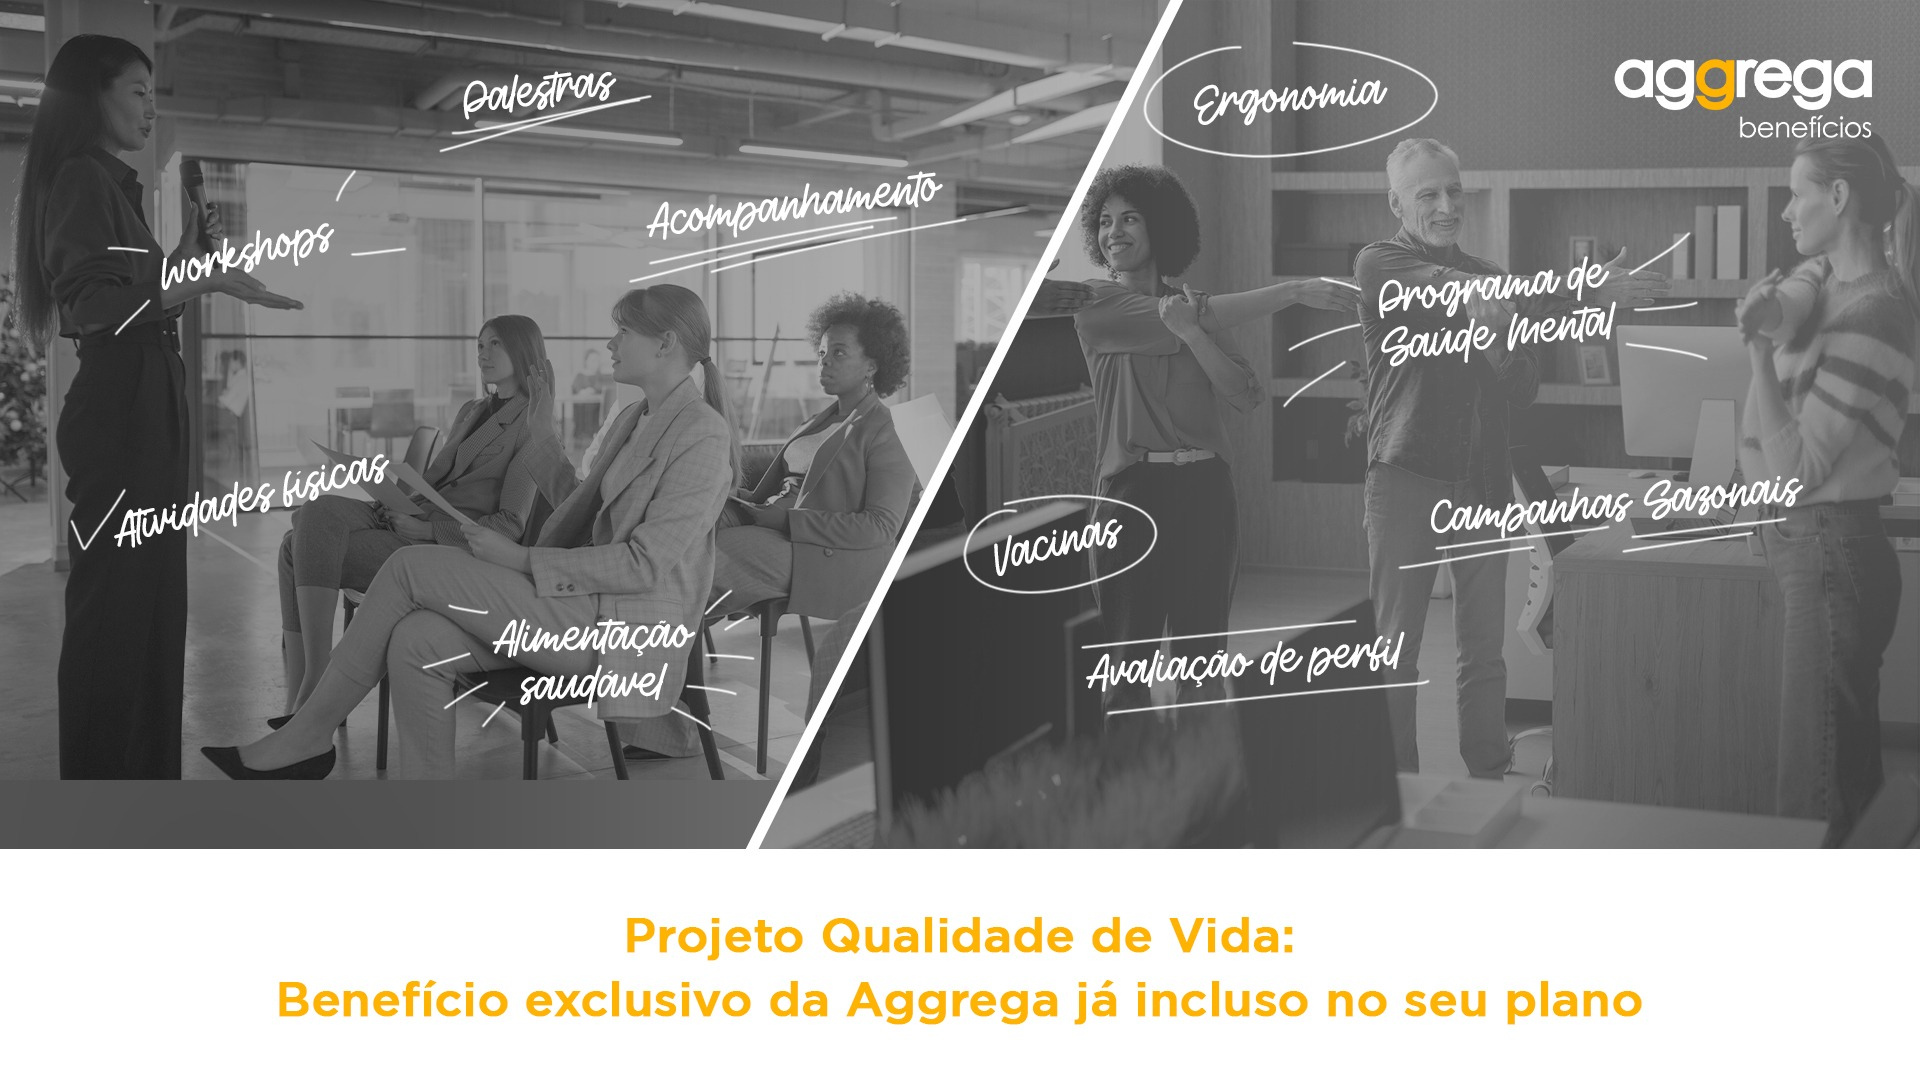 Palestras
Workshops
Acompanhamento
Atividades físicas
Alimentação
saudável
Ergonomia
aggrega
benefícios
Programa de
Saúde Mental
Campanhas Sazonais
Vacinas
Avaliação de perfil
Projeto Qualidade de Vida:
Benefício exclusivo da Aggrega já incluso no seu plano